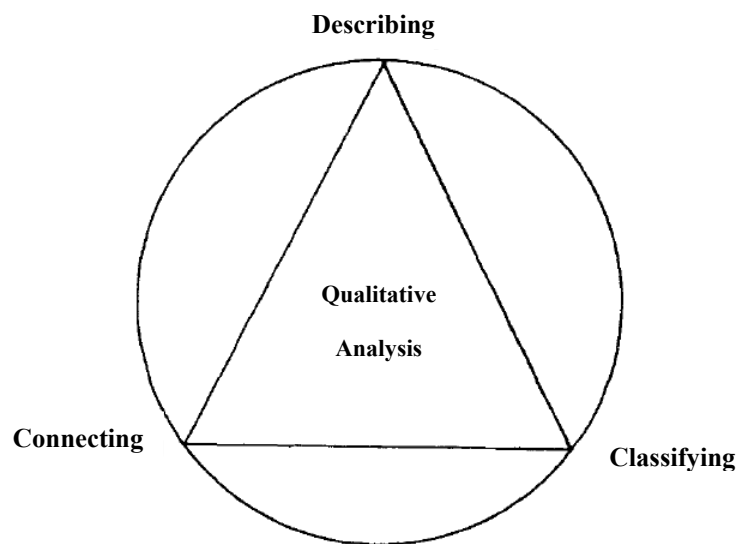 Describing
Qualitative
Analysis
Connecting
Classifying